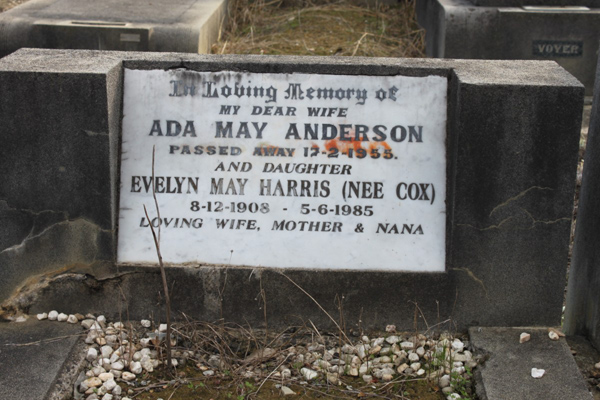 VOYER
In Loving Memory of
MY DEAR WIFE
ADA MAY ANDERSON
PASSED AWAY 17-2-1955.
AND DAUGHTER
EVELYN MAY HARRIS (NEE COX)
8-12-1908 - 5-6-1985
LOVING WIFE, MOTHER & NANA